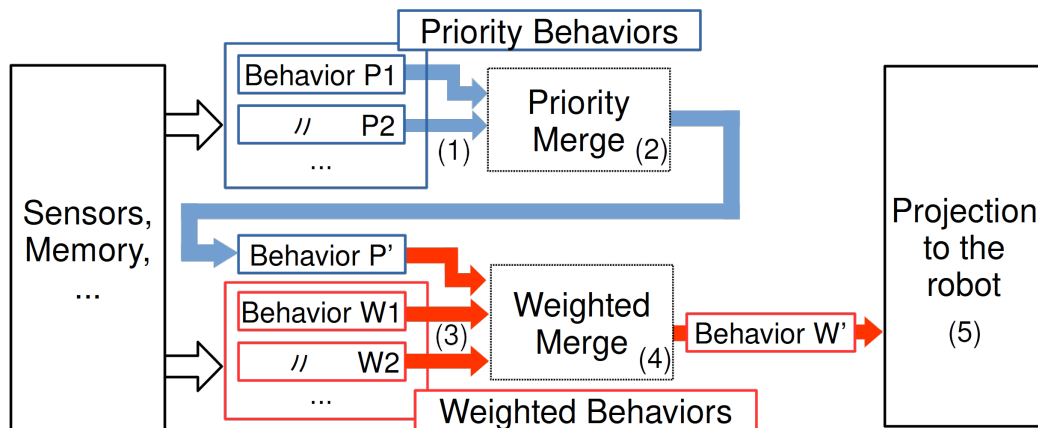 Priority Behaviors
Behavior P1
〃 P2
...
(1)
Priority
Merge
(2)
Sensors,
Memory,
...
Behavior P'
Behavior W1
〃 W2
...
(3)
Weighted
Merge
(4)
Weighted Behaviors
Behavior W'
Projection
to the
robot
(5)